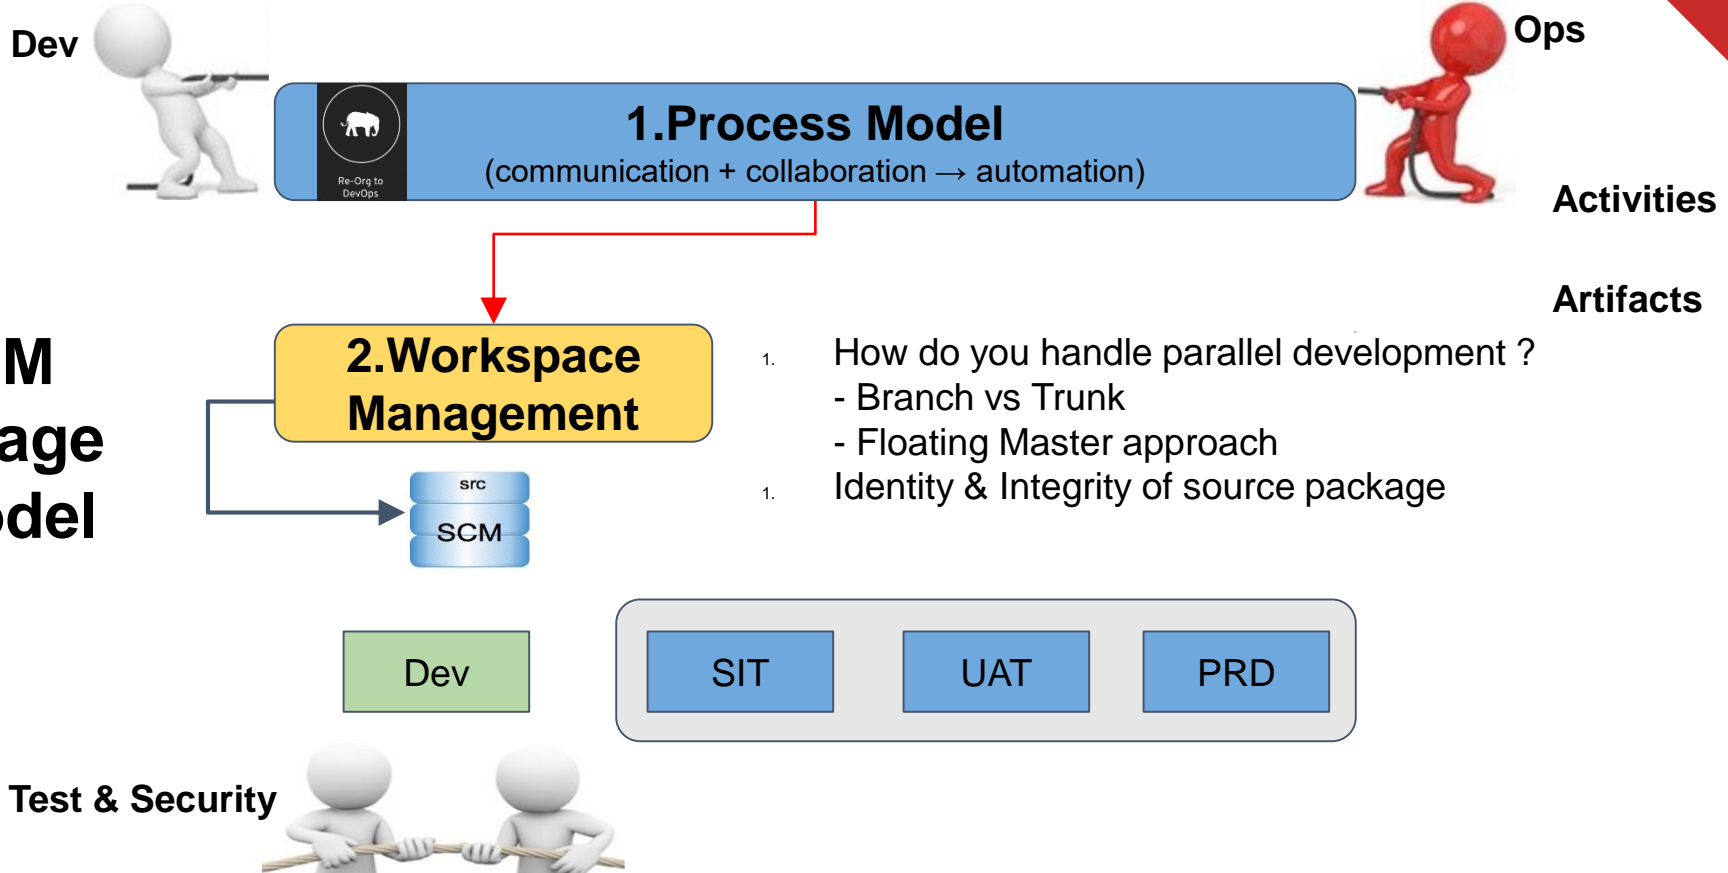 Dev
Ops
1.Process Model
(communication + collaboration → automation)
Re-Org to
DevOps
Activities
Artifacts
M
age
odel
2.Workspace
Management
1. How do you handle parallel development ?
- Branch vs Trunk
- Floating Master approach
1. Identity & Integrity of source package
src
SCM
Dev
SIT
UAT
PRD
Test & Security